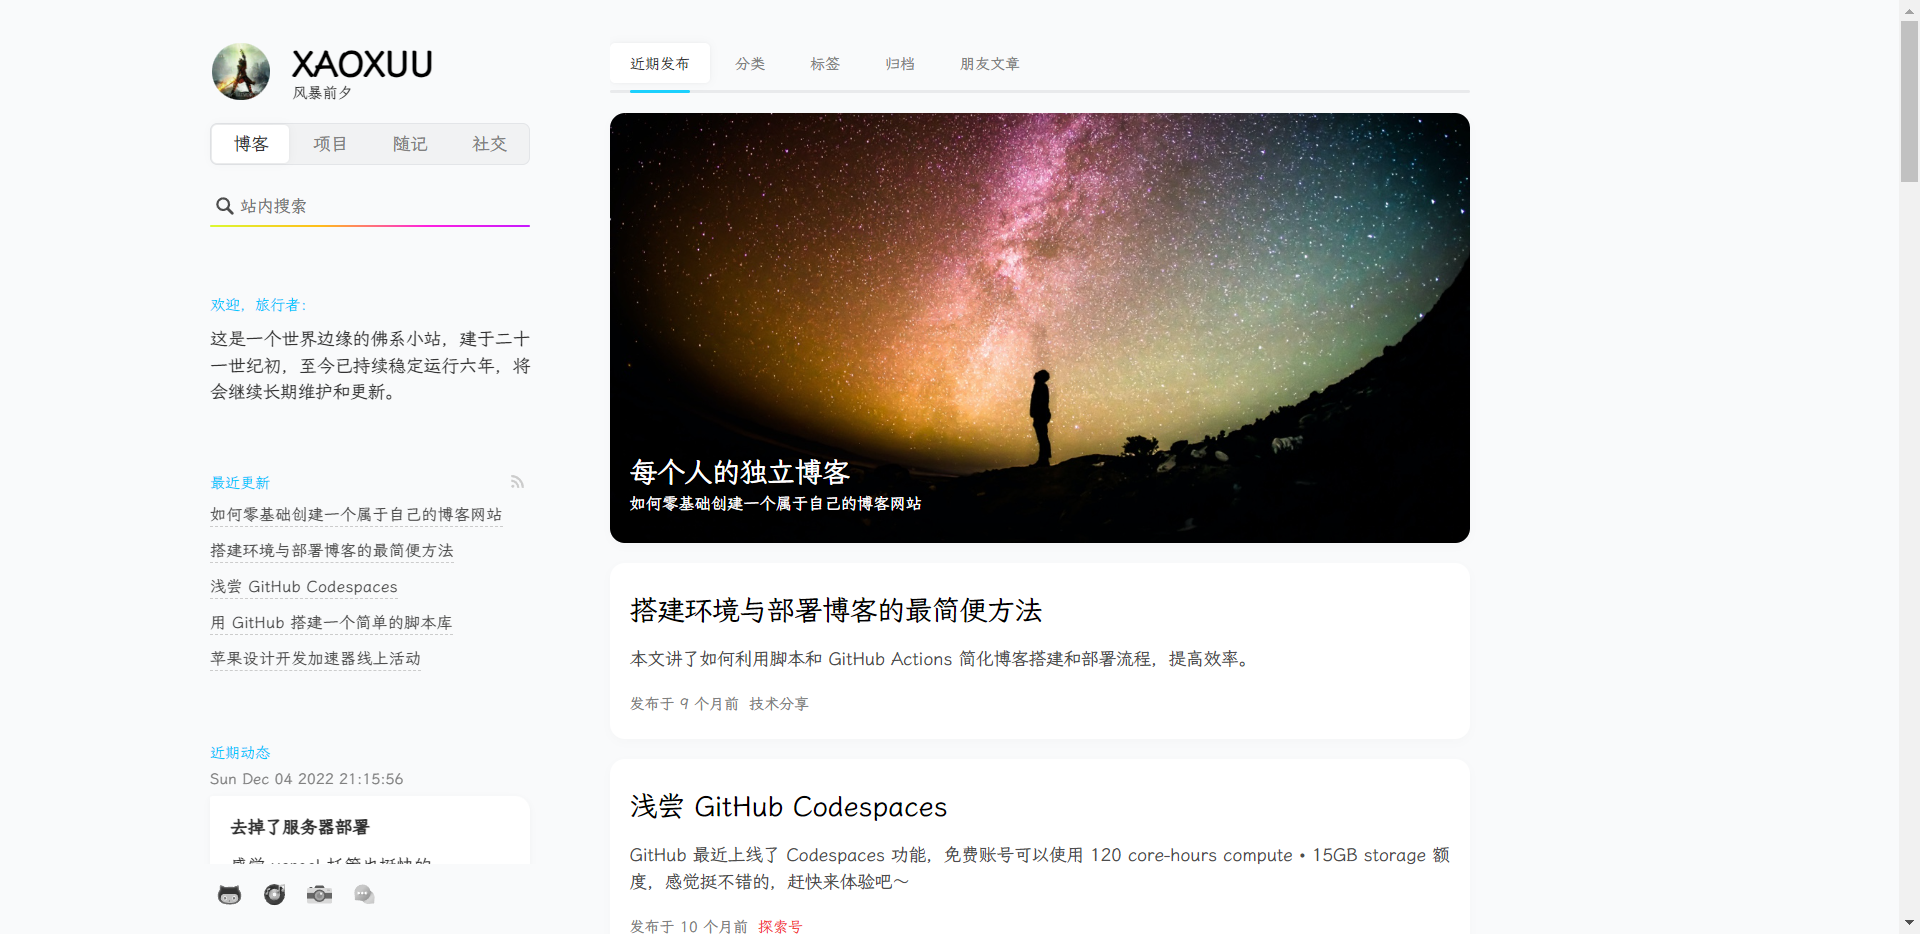 XAOXUU
风暴前夕
博客 项目 随记 社交
站内搜索
欢迎，旅行者：
这是一个世界边缘的佛系小站，建于二十
一世纪初，至今已持续稳定运行六年，将
会继续长期维护和更新。
最近更新
如何零基础创建一个属于自己的博客网站
搭建环境与部署博客的最简便方法
浅尝 GitHub Codespaces
用 GitHub 搭建一个简单的脚本库
苹果设计开发加速器线上活动
近期动态
Sun Dec 04 2022 21:15:56
去掉了服务器部署
感觉 vercel 托管也挺快的
近期发布 分类 标签 归档 朋友文章
每个人的独立博客
如何零基础创建一个属于自己的博客网站
搭建环境与部署博客的最简便方法
本文讲了如何利用脚本和 GitHub Actions 简化博客搭建和部署流程，提高效率。
发布于 9 个月前 技术分享
浅尝 GitHub Codespaces
GitHub 最近上线了 Codespaces 功能，免费账号可以使用 120 core-hours compute • 15GB storage 额
度，感觉挺不错的，赶快来体验吧～
发布于 10 个月前 探索号